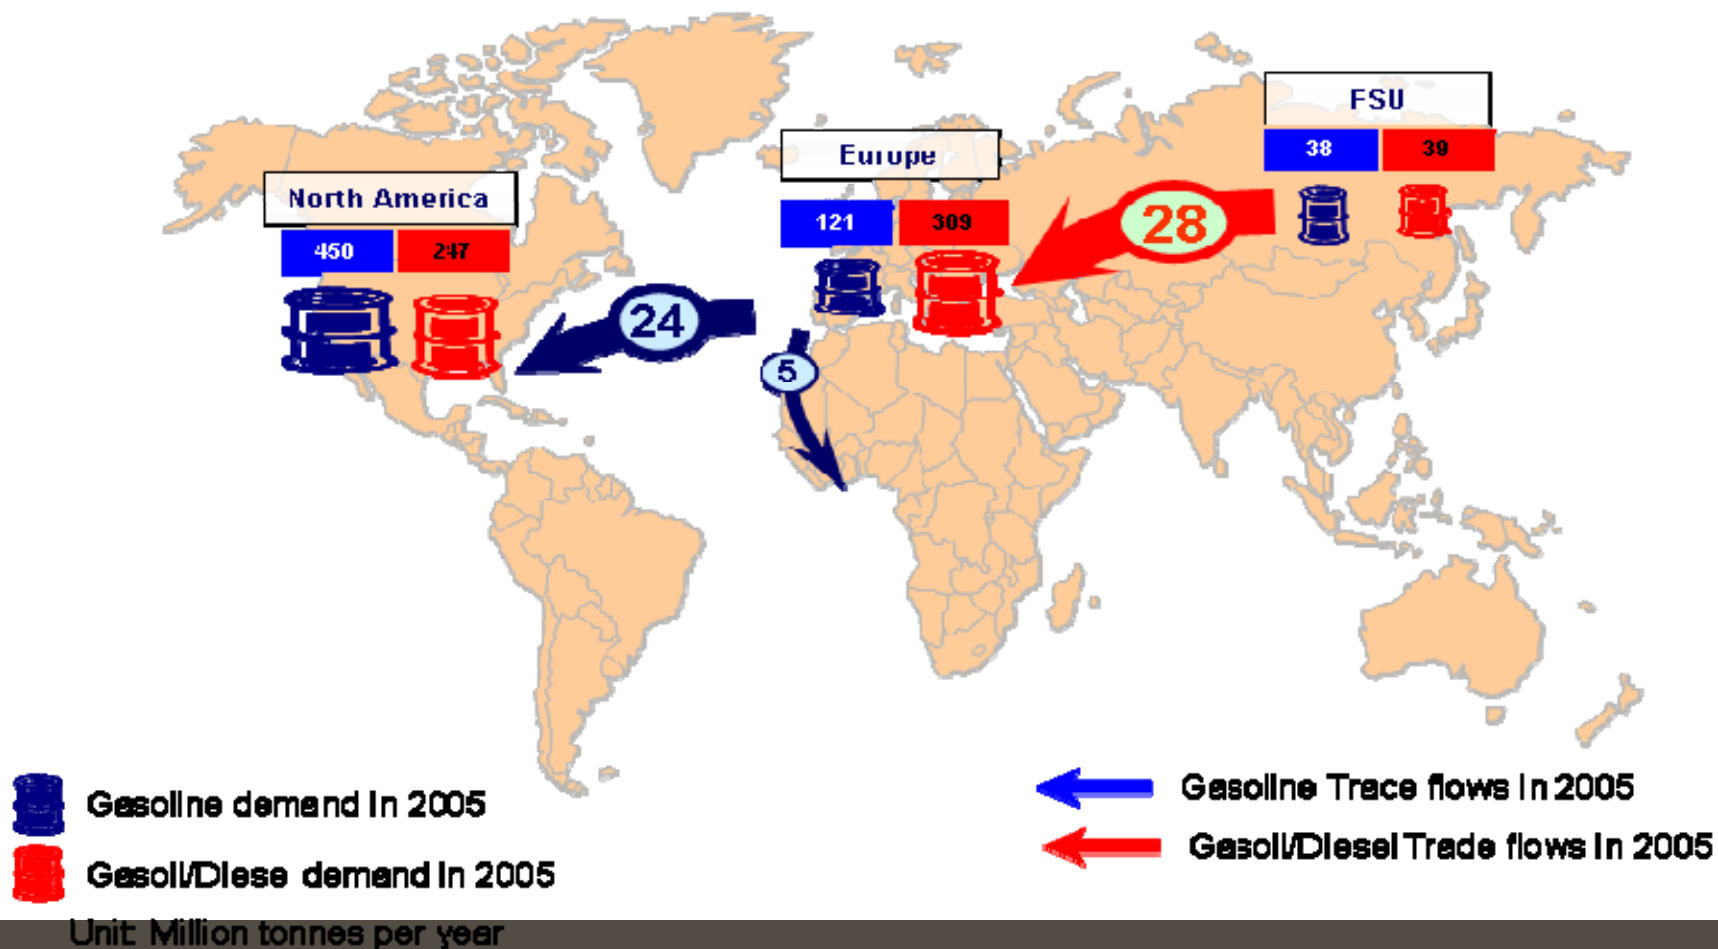 FSU
38 39
Europe
121 309
28
North America
450 247
24
5
Gasoline demand in 2005
Gasoil/Diese demand in 2005
Unit: Million tonnes per year
Gasoline Trace flows in 2005
Gasoil/Diesel Trade flows in 2005